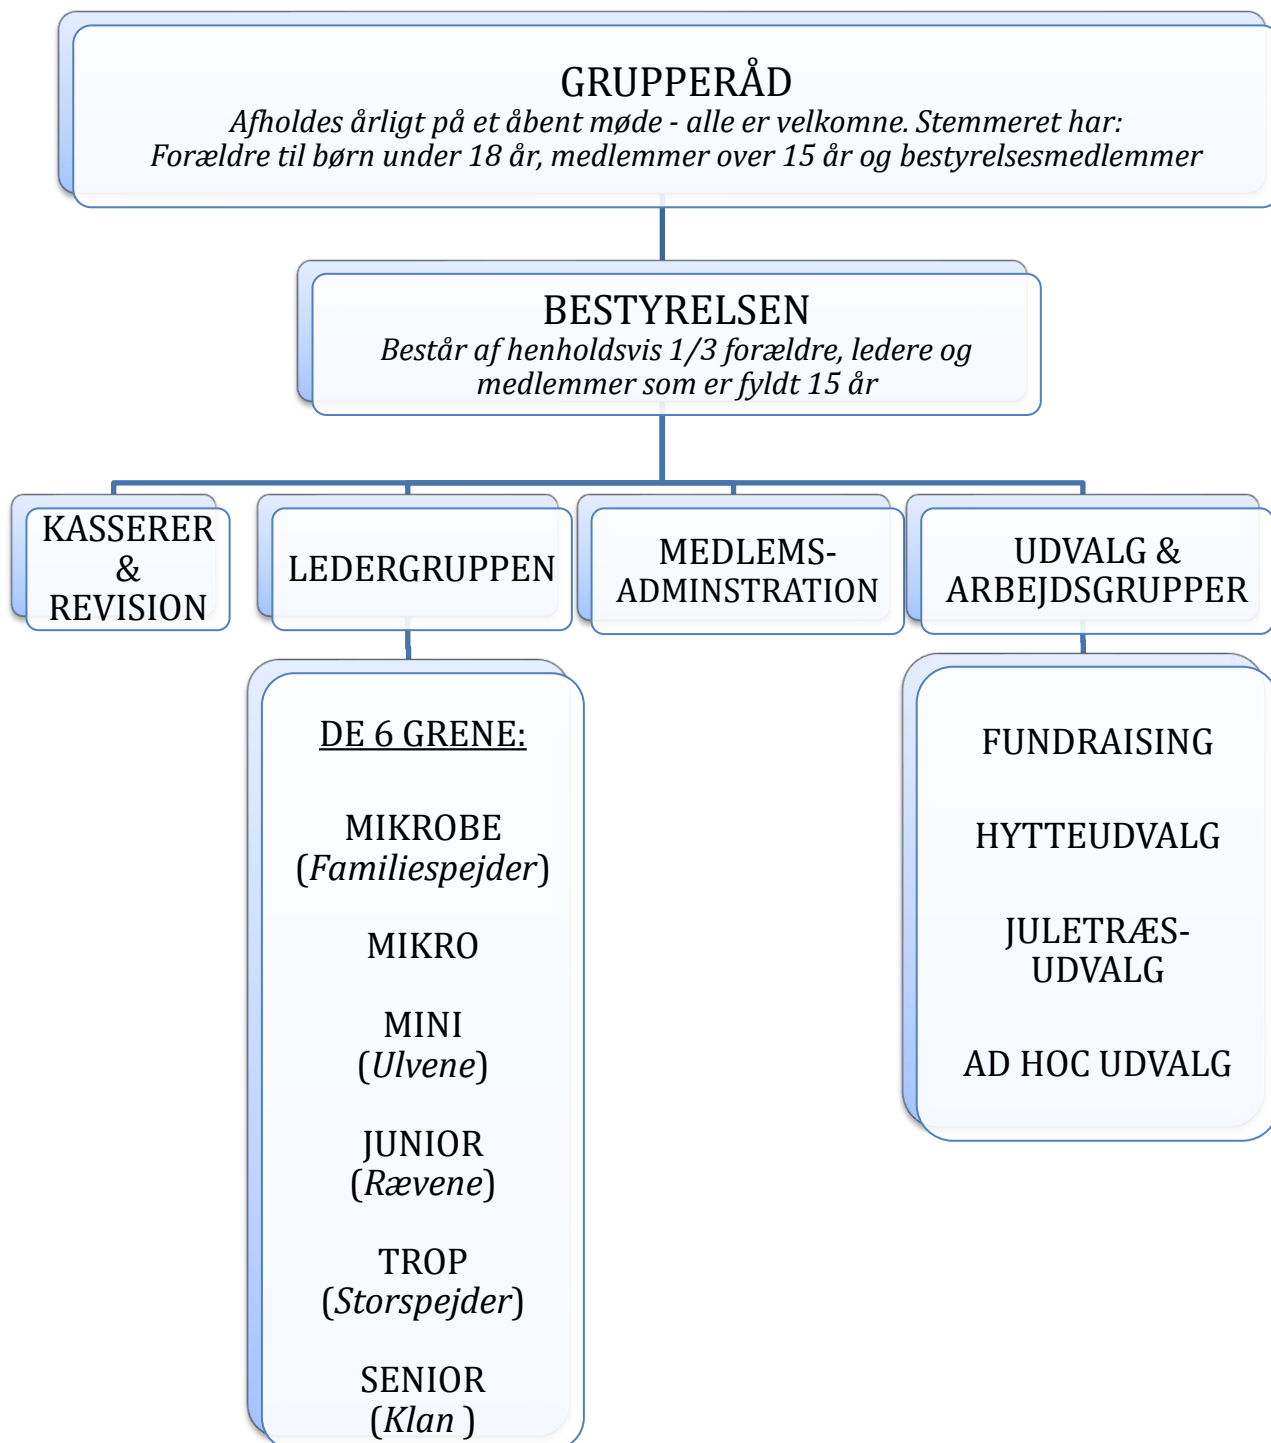 GRUPPERÅD
Afholdes årligt på et åbent møde - alle er velkomne. Stemmeret har:
Forældre til børn under 18 år, medlemmer over 15 år og bestyrelsesmedlemmer
BESTYRELSEN
Består af henholdsvis 1/3 forældre, ledere og
medlemmer som er fyldt 15 år
KASSERER
&
REVISION
LEDERGRUPPEN
MEDLEMS-
ADMINSTRATION
UDVALG &
ARBEJDSGRUPPER
DE 6 GRENE:
MIKROBE
(Familiespejder)
MIKRO
MINI
(Ulvene)
JUNIOR
(Rævene)
TROP
(Storspejder)
SENIOR
(Klan )
FUNDRAISING
HYTTEUDVALG
JULETRÆS-
UDVALG
AD HOC UDVALG